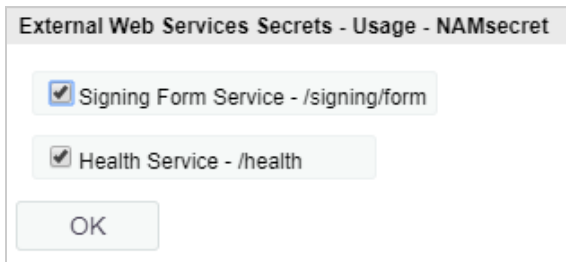 External Web Services Secrets - Usage - NAMsecret
Signing Form Service - /signing/form
Health Service - /health
OK